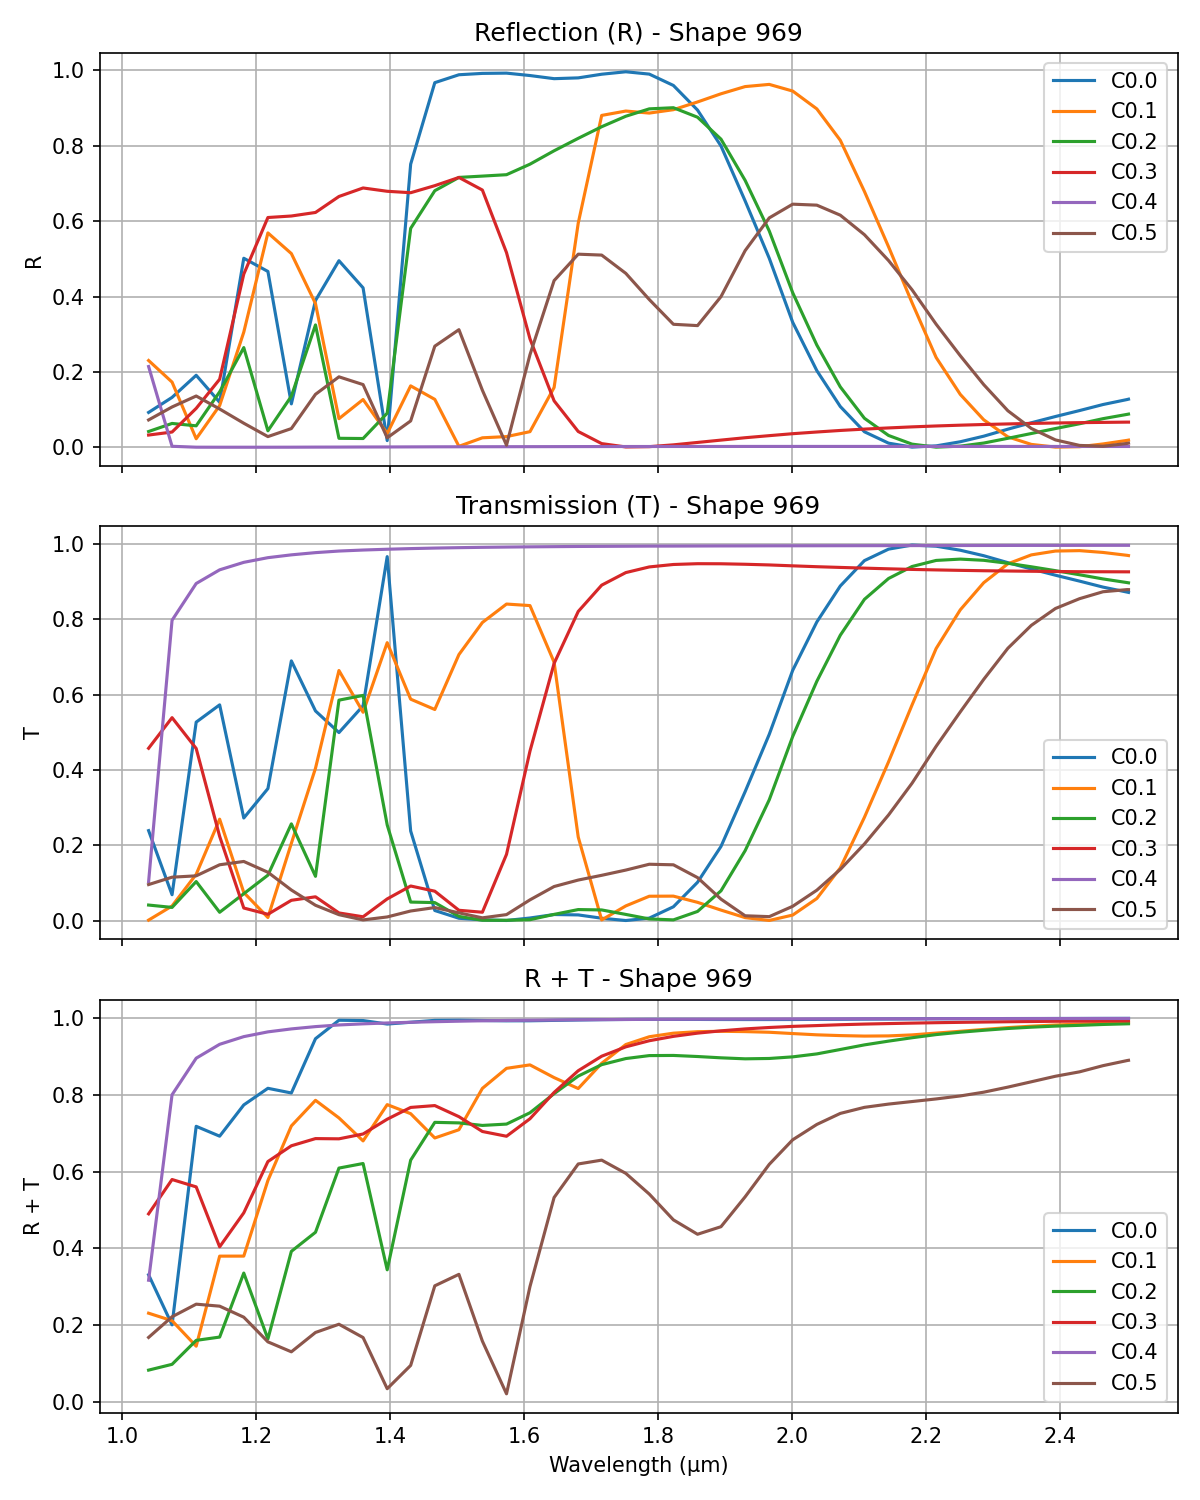 Reflection (R) - Shape 969
1.0
0.8
0.6
0.4
0.2
0.0
R
C0.0
C0.1
C0.2
C0.3
C0.4
C0.5
Transmission (T) - Shape 969
1.0
0.8
0.6
0.4
0.2
0.0
T
C0.0
C0.1
C0.2
C0.3
C0.4
C0.5
R + T - Shape 969
1.0
0.8
0.6
0.4
0.2
0.0
R + T
C0.0
C0.1
C0.2
C0.3
C0.4
C0.5
1.0 1.2 1.4 1.6 1.8 2.0 2.2 2.4
Wavelength (μm)